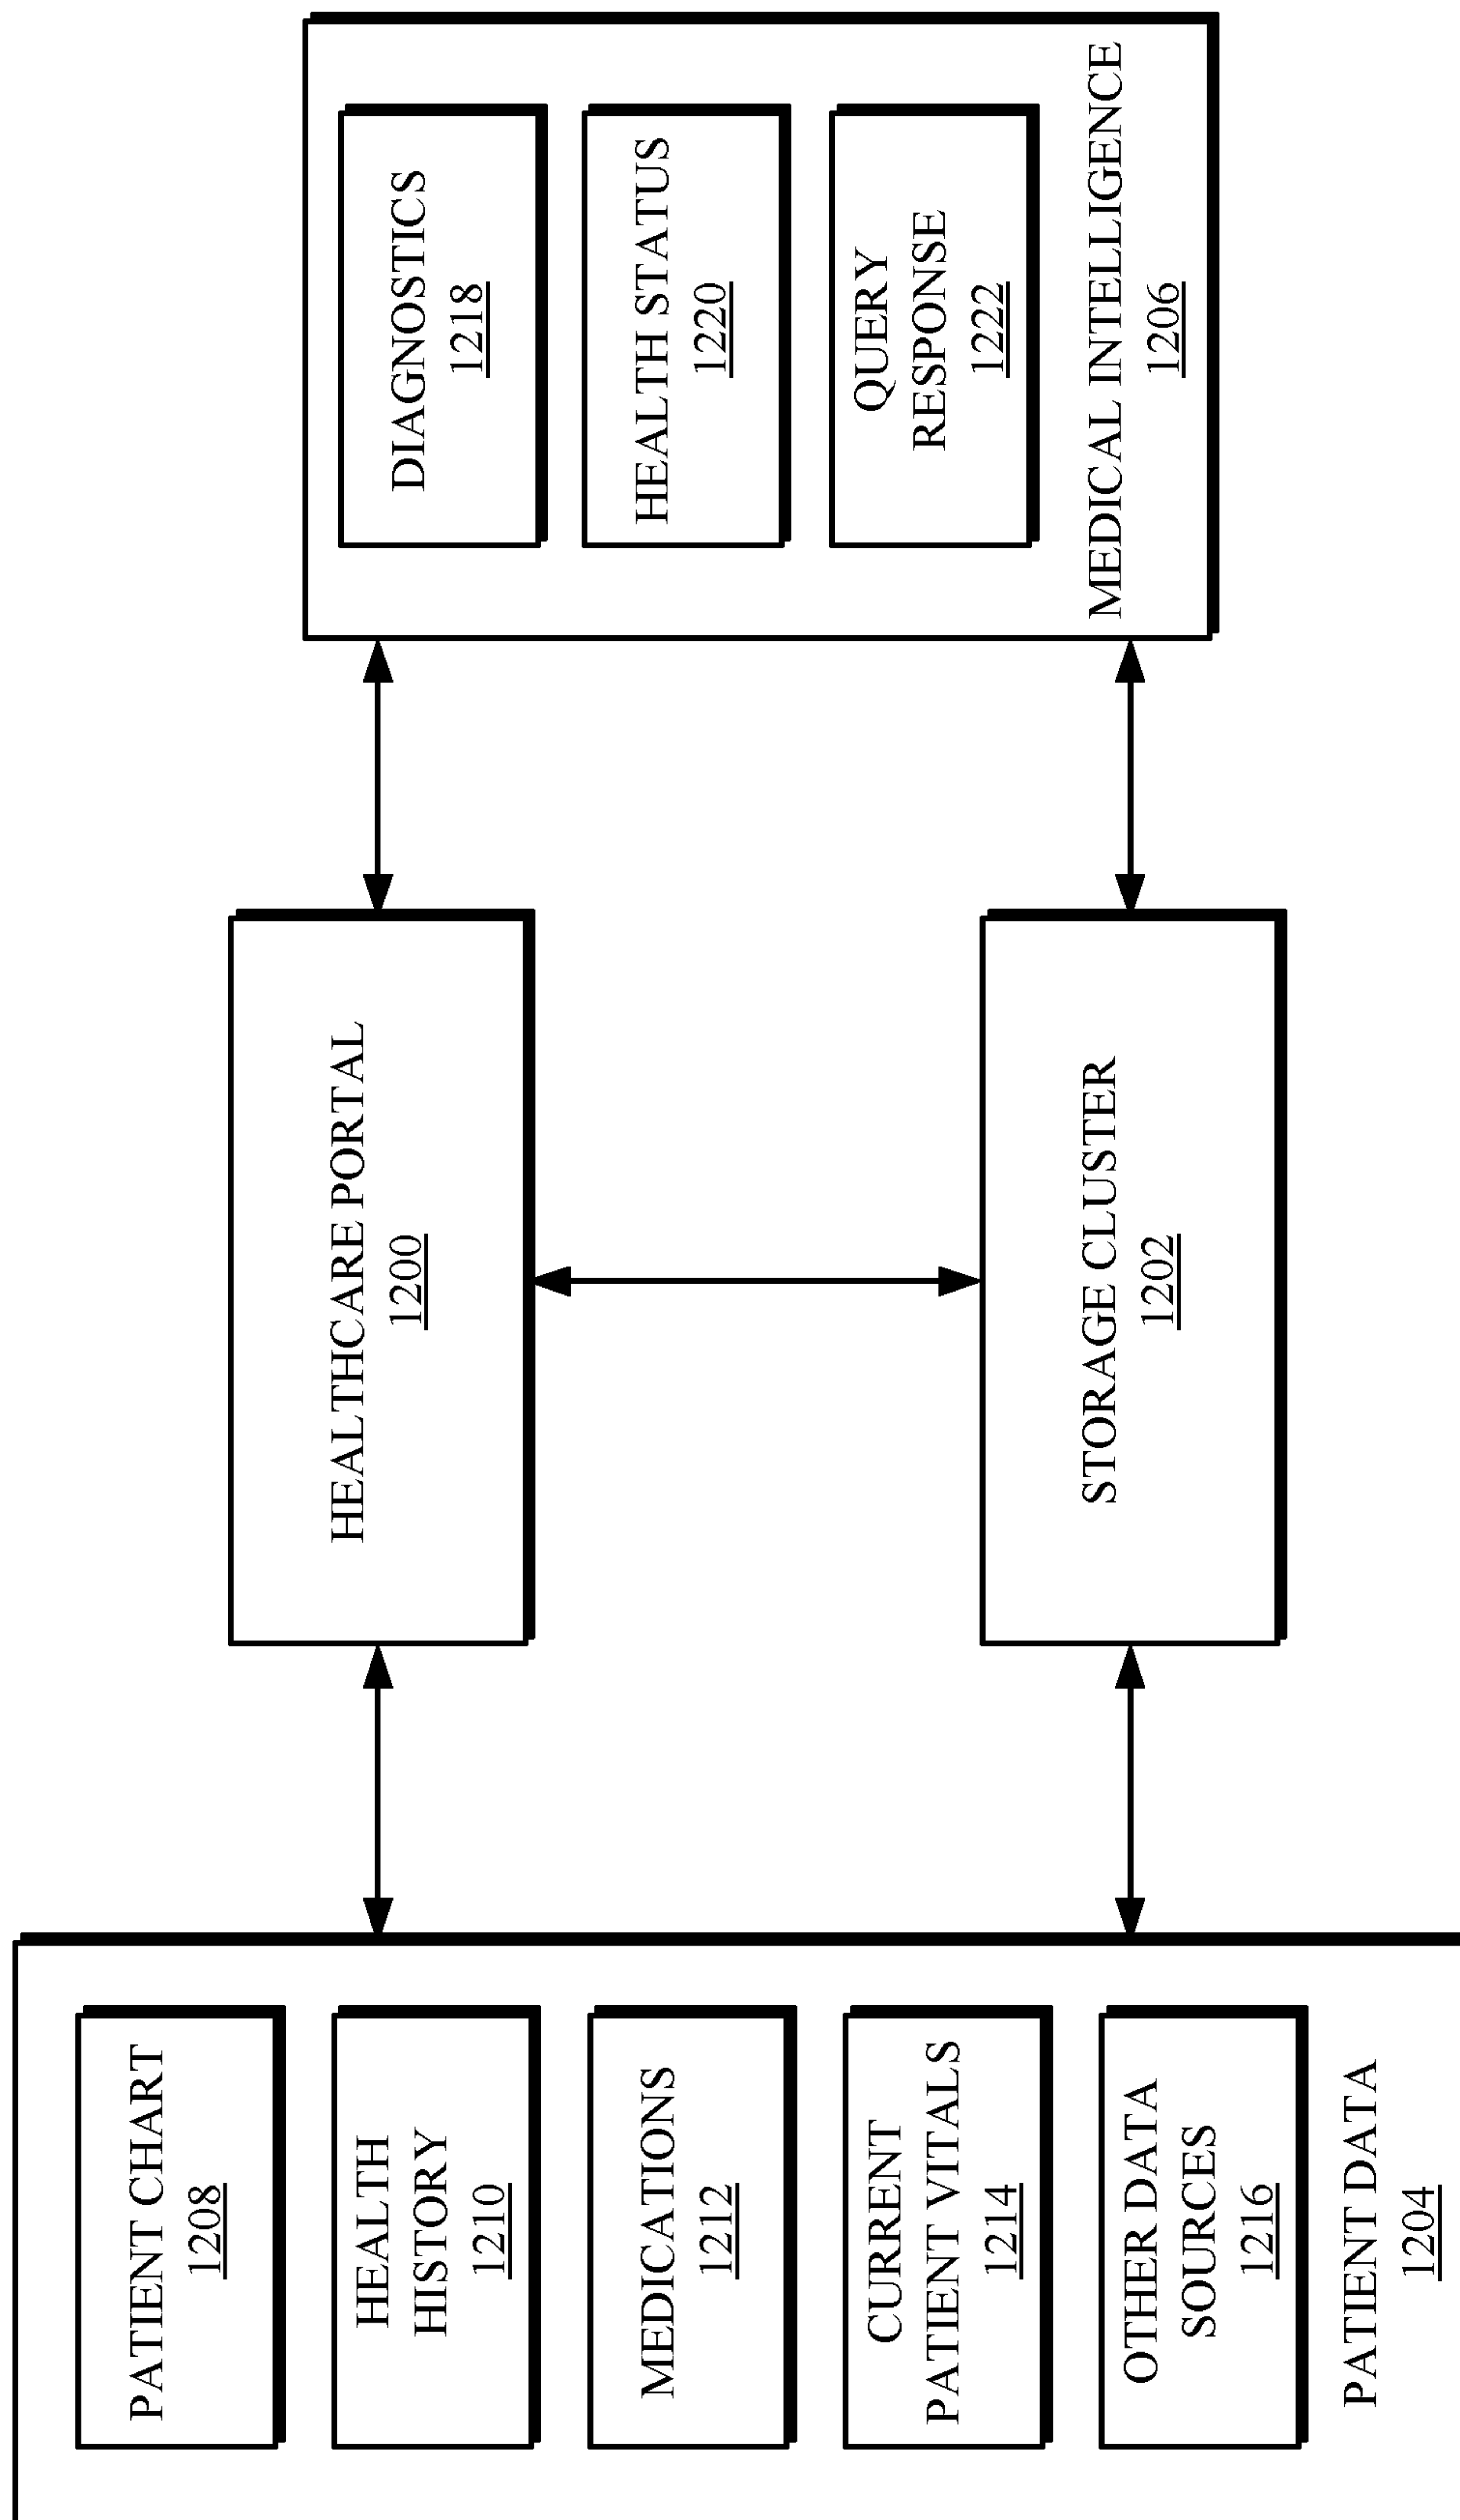 PATIENT CHART
1208
HEALTH
HISTORY
1210
MEDICATIONS
1212
CURRENT
PATIENT VITALS
1214
OTHER DATA
SOURCES
1216
PATIENT DATA
1204
HEALTHCARE PORTAL
1200
STORAGE CLUSTER
1202
DIAGNOSTICS
1218
HEALTH STATUS
1220
QUERY
RESPONSE
1222
MEDICAL INTELLIGENCE
1206